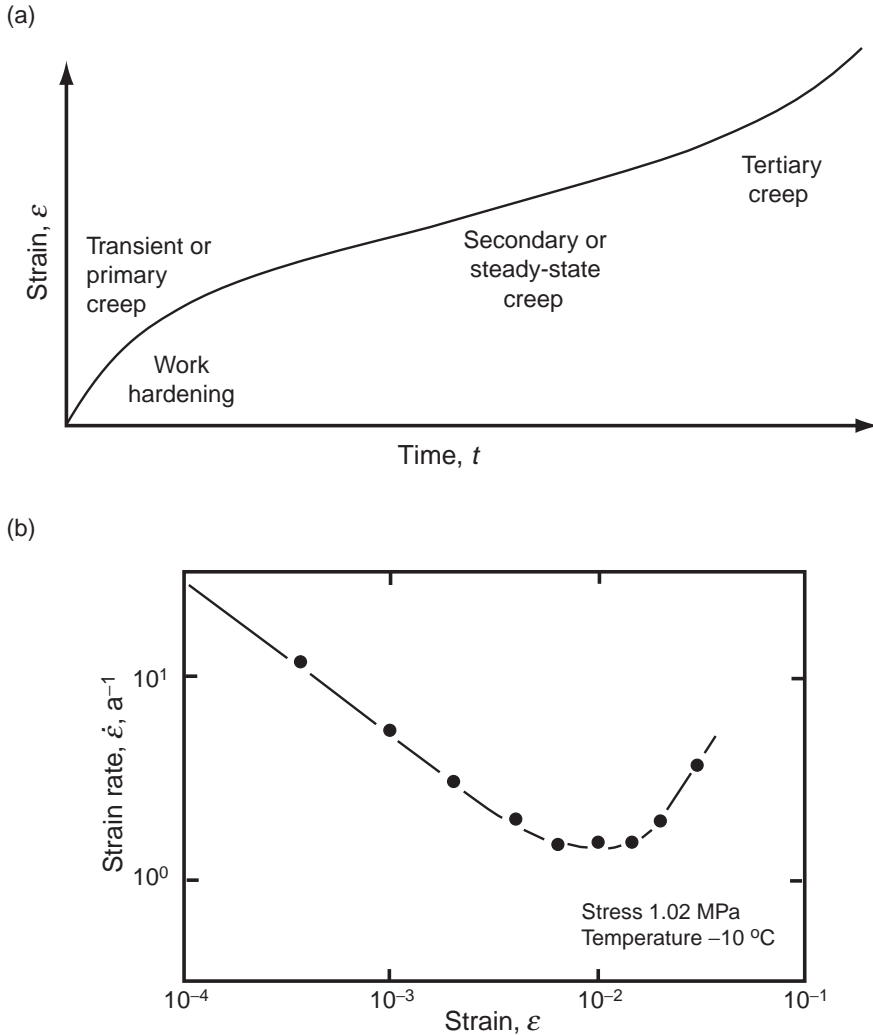 (a)
Strain, ε
Transient or
primary
creep
Work
hardening
Secondary or
steady-state
creep
Tertiary
creep
Time, t
(b)
Strain rate, ε̇, a⁻¹
10¹
10⁰
Stress 1.02 MPa
Temperature –10 °C
10⁻⁴
10⁻³
10⁻²
10⁻¹
Strain, ε